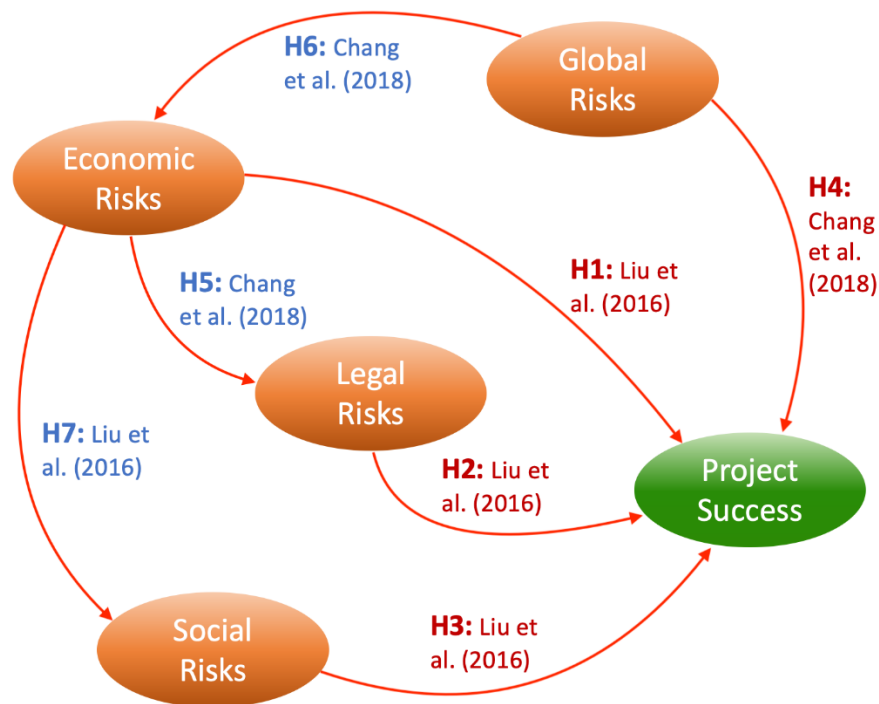 H6: Chang
et al. (2018)
Global
Risks
Economic
Risks
H4:
Chang
et al.
(2018)
H1: Liu et
al. (2016)
H5: Chang
et al. (2018)
Legal
Risks
H7: Liu et
al. (2016)
H2: Liu et
al. (2016)
Project
Success
Social
Risks
H3: Liu et
al. (2016)